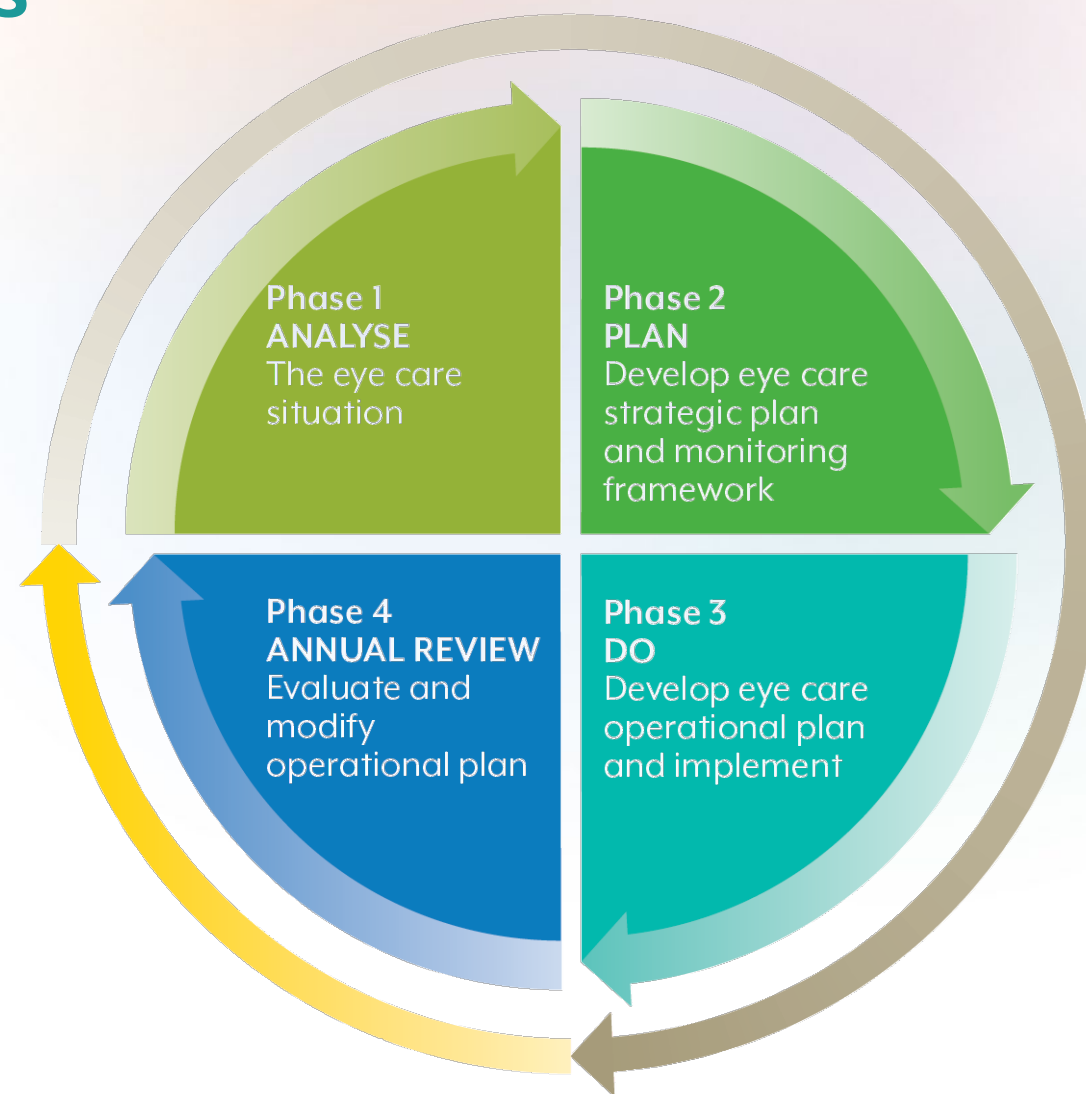 Phase 1
ANALYSE
The eye care
situation
Phase 2
PLAN
Develop eye care
strategic plan
and monitoring
framework
Phase 4
ANNUAL REVIEW
Evaluate and
modify
operational plan
Phase 3
DO
Develop eye care
operational plan
and implement